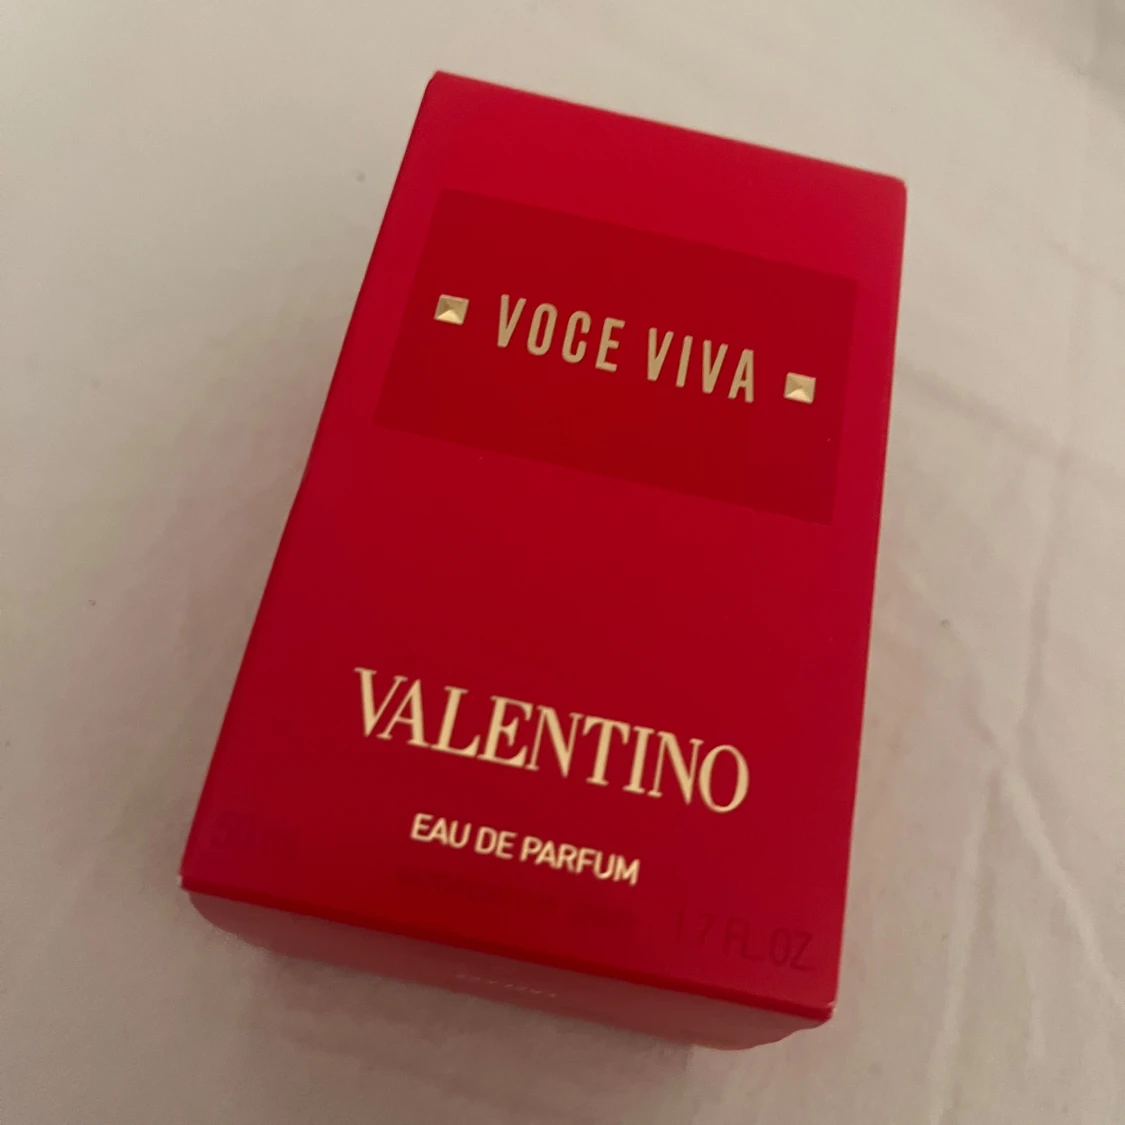 VOCE VIVA
VALENTINO
EAU DE PARFUM
1.7 FL.OZ